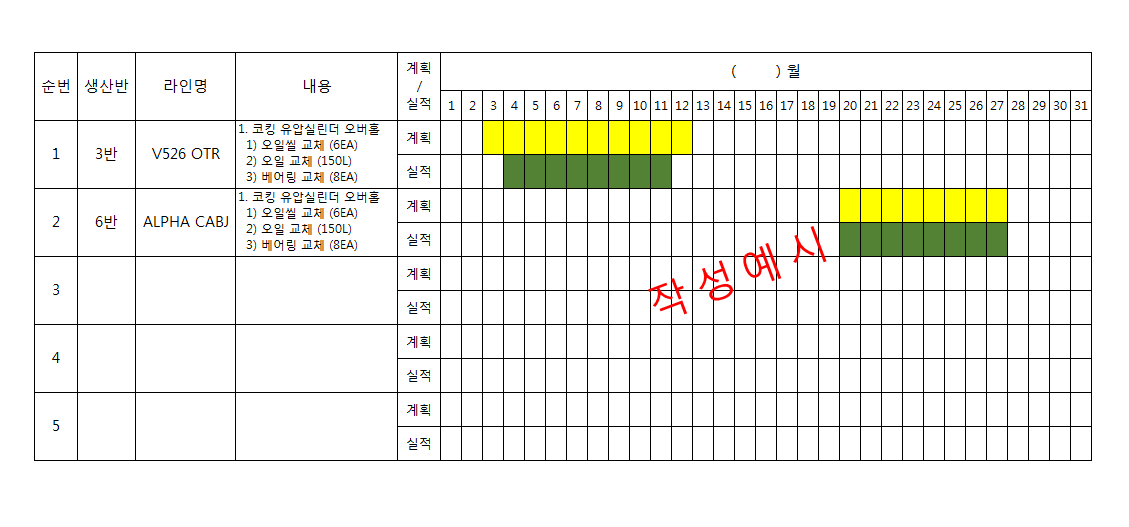 순번 생산반 라인명 내용 계획 / 실적 ( ) 월
1 2 3 4 5 6 7 8 9 10 11 12 13 14 15 16 17 18 19 20 21 22 23 24 25 26 27 28 29 30 31
1 3반 V526 OTR
1. 코킹 유압실린더 오버홀
1) 오일씰 교체 (6EA)
2) 오일 교체 (150L)
3) 베어링 교체 (8EA)
계획
실적
2 6반 ALPHA CABJ
1. 코킹 유압실린더 오버홀
1) 오일씰 교체 (6EA)
2) 오일 교체 (150L)
3) 베어링 교체 (8EA)
계획
실적
작성예시
3
계획
실적
4
계획
실적
5
계획
실적